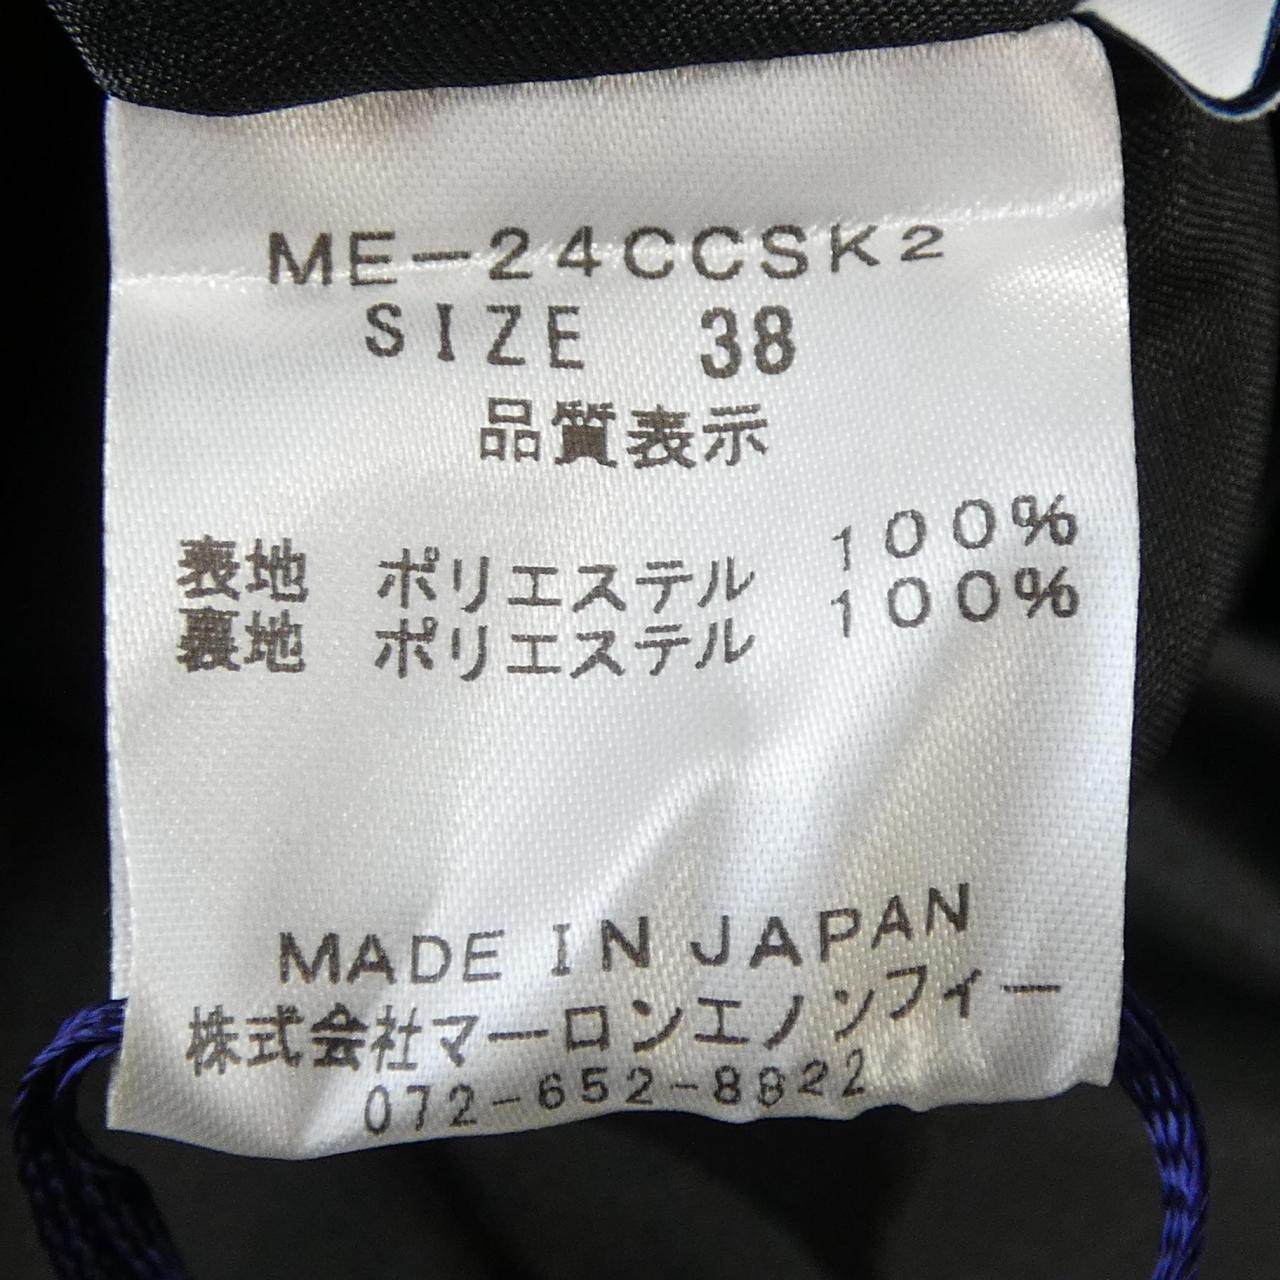 ME-24CCSK2
SIZE 38
品質表示
表地 ポリエステル 100%
裏地 ポリエステル 100%
MADE IN JAPAN
株式会社マーロンエノンフィー
072-652-8822